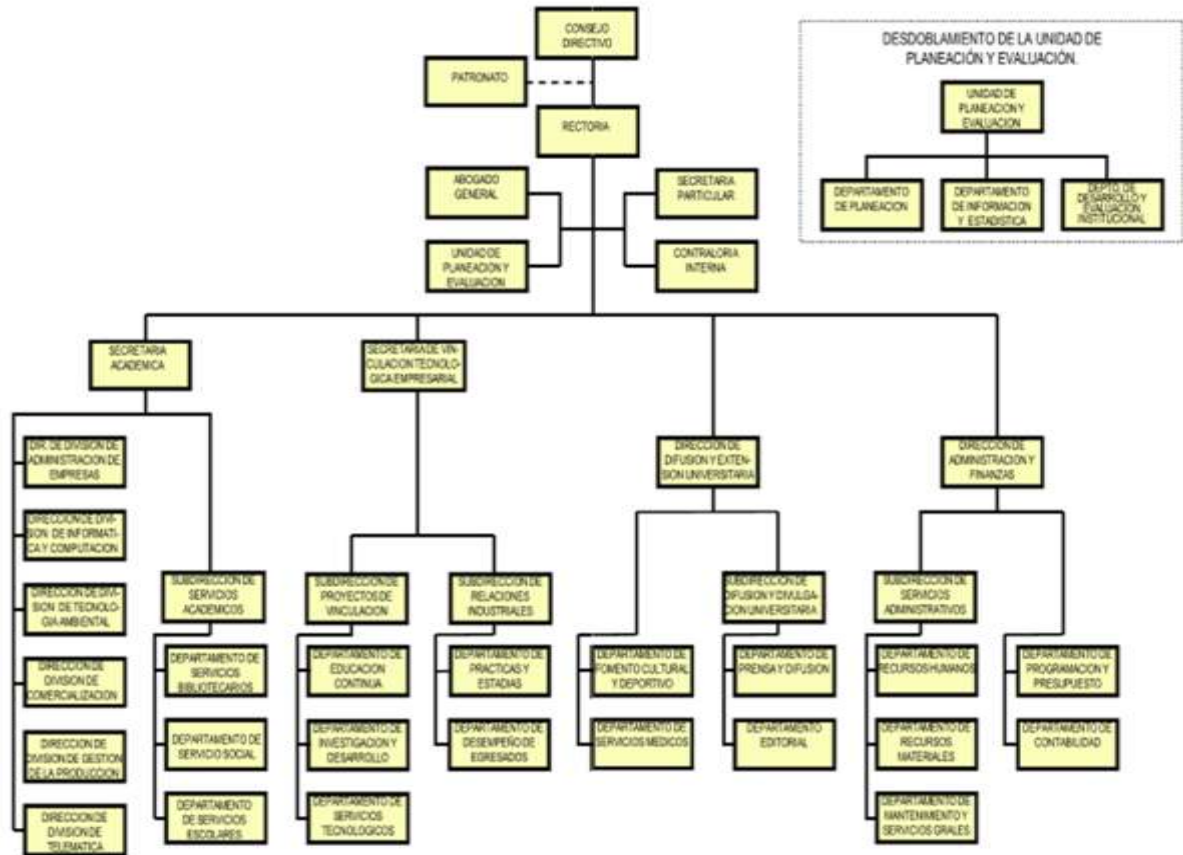 CONSEJO
DIRECTIVO
PATRONATO
RECTORIA
ABOGADO
GENERAL
SECRETARIA
PARTICULAR
UNIDAD DE
PLANEACION Y
EVALUACION
CONTRALORIA
INTERNA
DESDOBLAMIENTO DE LA UNIDAD DE
PLANEACIÓN Y EVALUACIÓN.
UNIDAD DE
PLANEACION Y
EVALUACION
DEPARTAMENTO
DE PLANEACION
DEPARTAMENTO
DE INFORMACION
Y ESTADISTICA
DEPTO. DE
DESARROLLO Y
EVALUACION
INSTITUCIONAL
SECRETARIA
ACADEMICA
SECRETARIA DE VIN-
CULACION TECNOLO-
GICA EMPRESARIAL
DIRECCION DE
DIFUSION Y EXTEN-
SION UNIVERSITARIA
DIRECCION DE
ADMINISTRACION Y
FINANZAS
DIR. DE DIVISION DE
ADMINISTRACION DE
EMPRESAS
DIRECCION DE DIVI-
SION DE INFORMATI-
CA Y COMPUTACION
DIRECCION DE DIVI-
SION DE TECNOLO-
GIA AMBIENTAL
DIRECCION DE
DIVISION DE
COMERCIALIZACION
DIRECCION DE
DIVISION DE GESTION
DE LA PRODUCCION
DIRECCION DE
DIVISION DE
TELEMATICA
SUBDIRECCION DE
SERVICIOS
ACADEMICOS
DEPARTAMENTO DE
SERVICIOS
BIBLIOTECARIOS
DEPARTAMENTO DE
SERVICIO SOCIAL
DEPARTAMENTO
DE SERVICIOS
ESCOLARES
SUBDIRECCION DE
PROYECTOS DE
VINCULACION
DEPARTAMENTO DE
EDUCACION
CONTINUA
DEPARTAMENTO DE
INVESTIGACION Y
DESARROLLO
DEPARTAMENTO DE
SERVICIOS
TECNOLOGICOS
SUBDIRECCION DE
RELACIONES
INDUSTRIALES
DEPARTAMENTO DE
PRACTICAS Y
ESTADIAS
DEPARTAMENTO DE
DESEMPEÑO DE
EGRESADOS
DEPARTAMENTO DE
FOMENTO CULTURAL
Y DEPORTIVO
DEPARTAMENTO DE
SERVICIOS MEDICOS
SUBDIRECCION DE
DIFUSION Y DIVULGA-
CION UNIVERSITARIA
DEPARTAMENTO DE
PRENSA Y DIFUSION
DEPARTAMENTO
EDITORIAL
SUBDIRECCION DE
SERVICIOS
ADMINISTRATIVOS
DEPARTAMENTO DE
RECURSOS HUMANOS
DEPARTAMENTO DE
RECURSOS
MATERIALES
DEPARTAMENTO DE
MANTENIMIENTO Y
SERVICIOS GRALES
DEPARTAMENTO DE
PROGRAMACION Y
PRESUPUESTO
DEPARTAMENTO DE
CONTABILIDAD